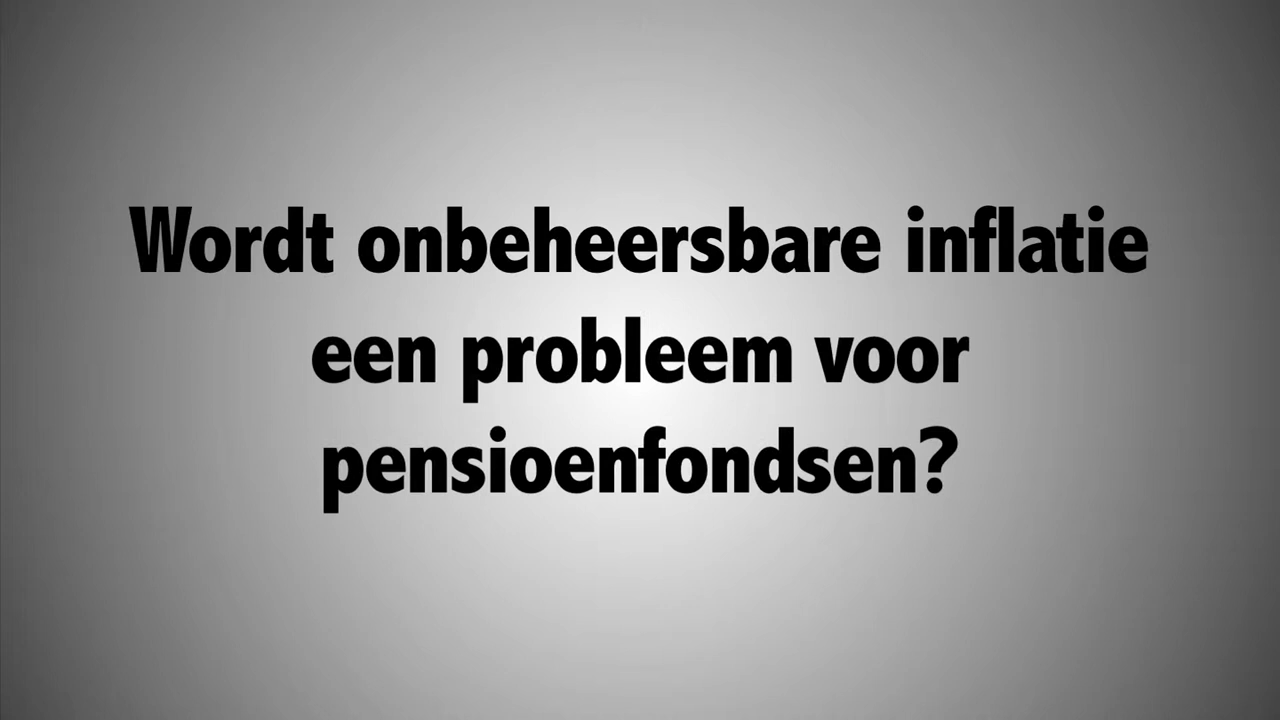 Wordt onbeheersbare inflatie
een probleem voor
pensioenfondsen?